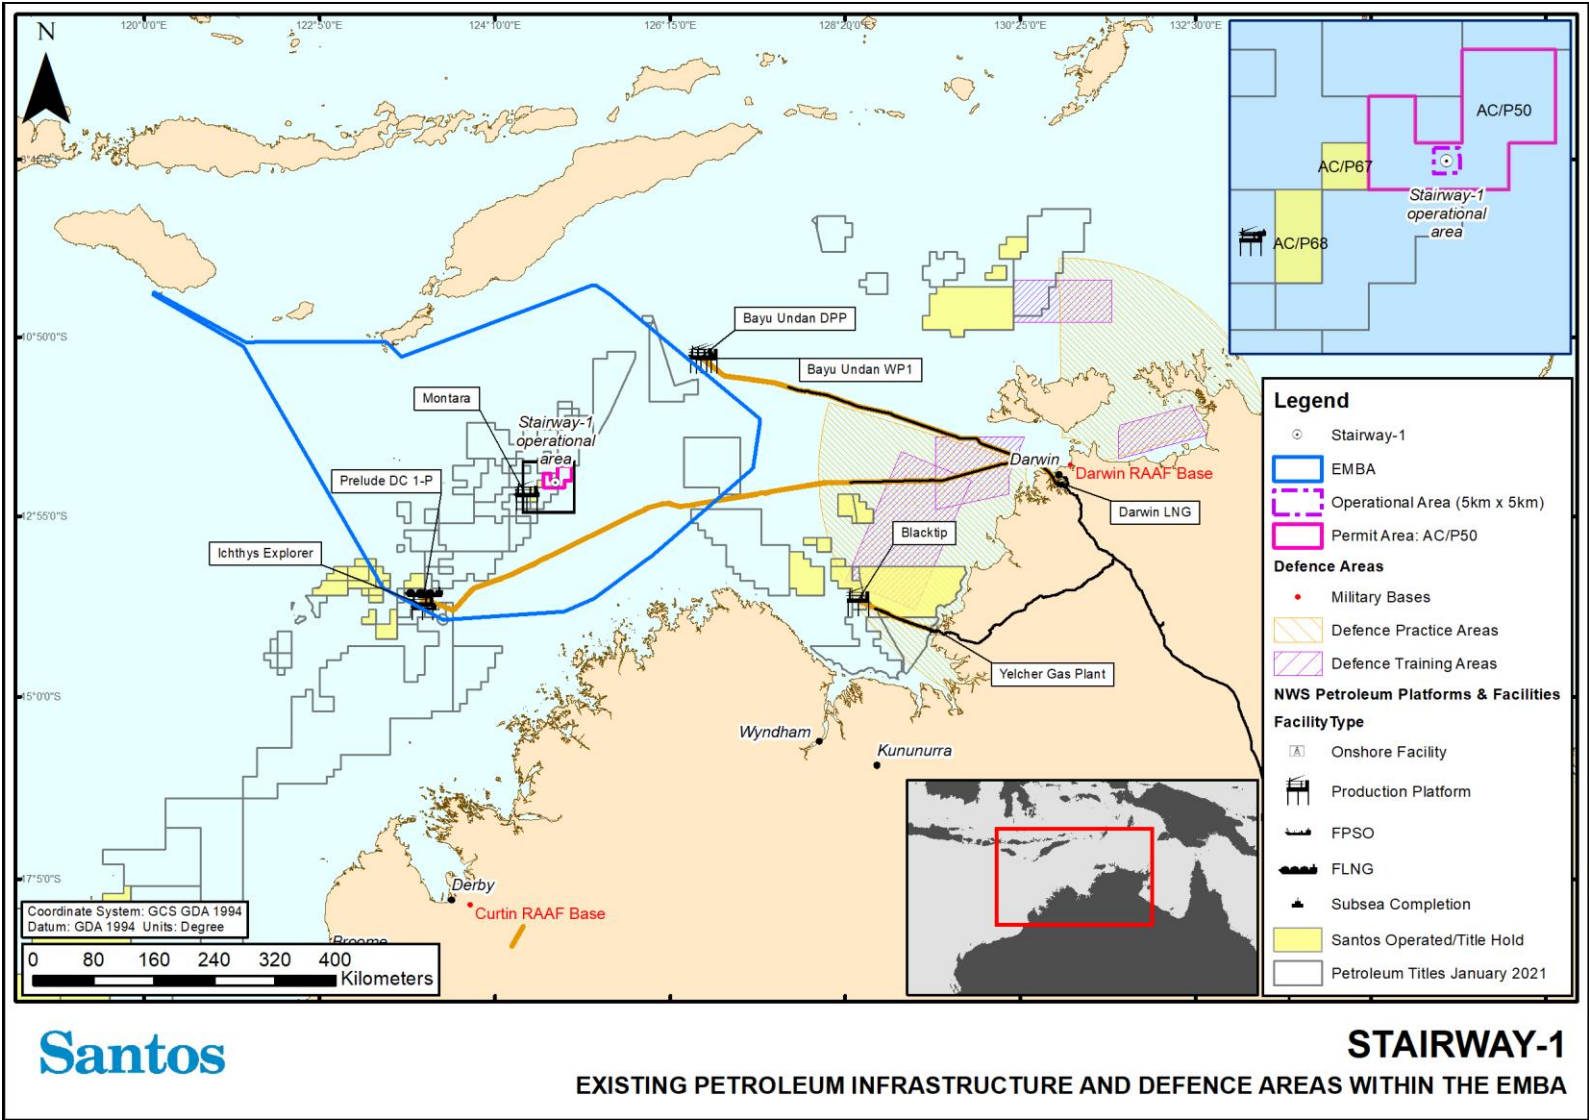 120°0'0"E
122°5'0"E
124°10'0"E
126°15'0"E
128°20'0"E
130°25'0"E
132°30'0"E
N
8°45'0"S
10°50'0"S
12°55'0"S
15°0'0"S
17°5'0"S
AC/P50
AC/P67
Stairway-1
operational
area
AC/P68
Bayu Undan DPP
Bayu Undan WP1
Montara
Stairway-1
operational
area
Prelude DC 1-P
Darwin
Darwin RAAF Base
Darwin LNG
Blacktip
Ichthys Explorer
Yelcher Gas Plant
Wyndham
Kununurra
Derby
Curtin RAAF Base
Broome
Legend
Stairway-1
EMBA
Operational Area (5km x 5km)
Permit Area: AC/P50
Defence Areas
Military Bases
Defence Practice Areas
Defence Training Areas
NWS Petroleum Platforms & Facilities
FacilityType
Onshore Facility
Production Platform
FPSO
FLNG
Subsea Completion
Santos Operated/Title Hold
Petroleum Titles January 2021
Coordinate System: GCS GDA 1994
Datum: GDA 1994 Units: Degree
0 80 160 240 320 400
Kilometers
Santos
STAIRWAY-1
EXISTING PETROLEUM INFRASTRUCTURE AND DEFENCE AREAS WITHIN THE EMBA